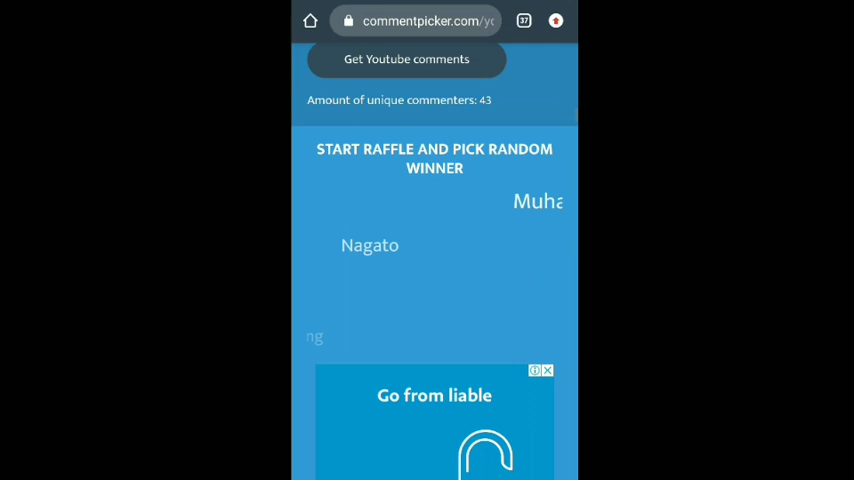 37
commentpicker.com/yo
Get Youtube comments
Amount of unique commenters: 43
START RAFFLE AND PICK RANDOM
WINNER
Muha
Nagato
ng
Go from liable